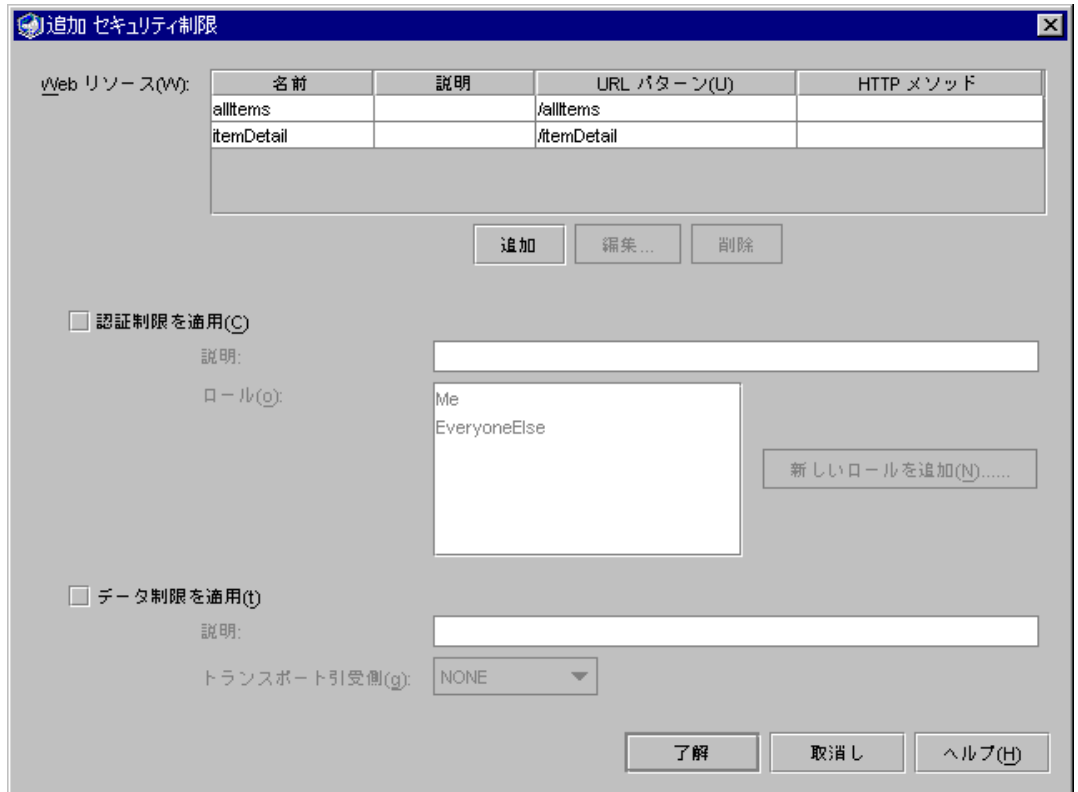 追加 セキュリティ制限
Web リソース(W):
名前 説明 URL パターン(U) HTTP メソッド
allItems /allItems
itemDetail /itemDetail
追加 編集... 削除
認証制限を適用(C)
説明:
ロール(o):
Me
EveryoneElse
新しいロールを追加(N)......
データ制限を適用(t)
説明:
トランスポート引受側(g): NONE
了解 取消し ヘルプ(H)